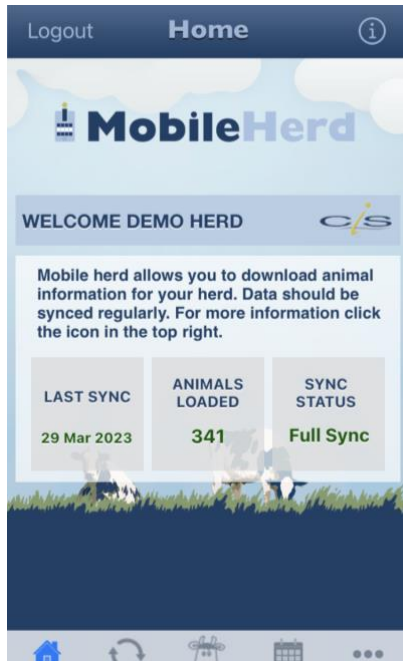 Logout Home
MobileHerd
WELCOME DEMO HERD cis
Mobile herd allows you to download animal
information for your herd. Data should be
synced regularly. For more information click
the icon in the top right.
LAST SYNC
29 Mar 2023
ANIMALS
LOADED
341
SYNC
STATUS
Full Sync